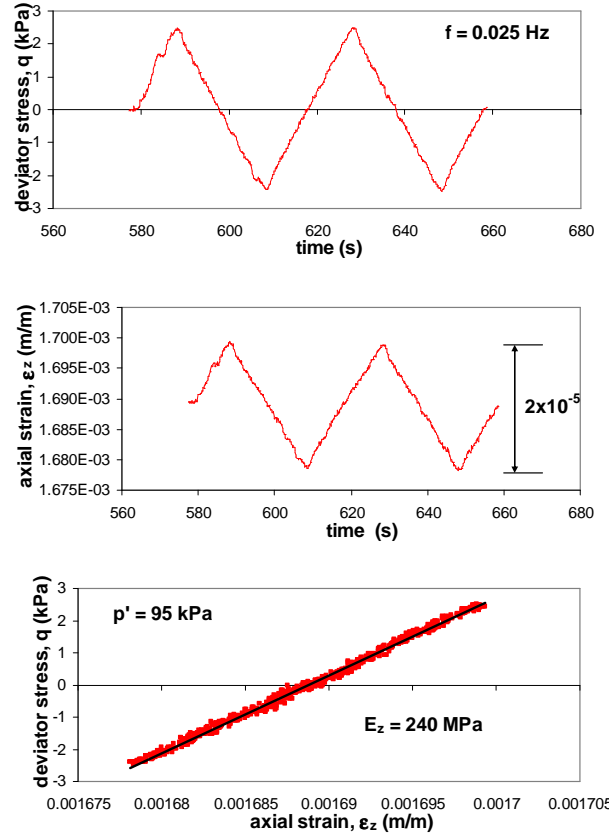 deviator stress, q (kPa)
3
2
1
0
-1
-2
-3
f = 0.025 Hz
560 580 600 620 640 660 680
time (s)
axial strain, εz (m/m)
1.705E-03
1.700E-03
1.695E-03
1.690E-03
1.685E-03
1.680E-03
1.675E-03
2x10-5
560 580 600 620 640 660 680
time (s)
deviator stress, q (kPa)
3
2
1
0
-1
-2
-3
p' = 95 kPa
Ez = 240 MPa
0.001675 0.00168 0.001685 0.00169 0.001695 0.0017 0.001705
axial strain, εz (m/m)